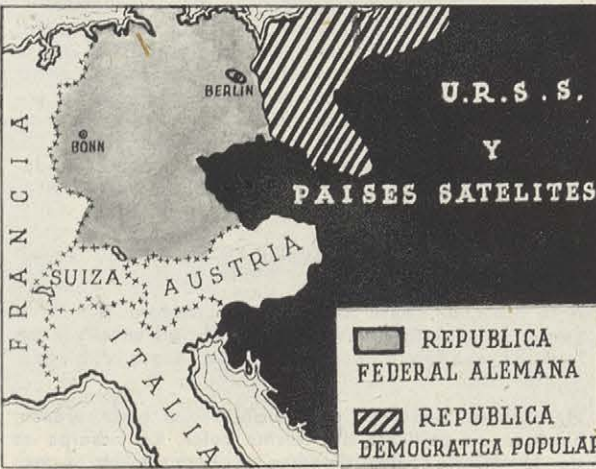 BERLIN
U.R.S.S.
BONN
Y
PAISES SATELITES
FRANCIA
SUIZA
AUSTRIA
ITALIA
REPUBLICA
FEDERAL ALEMANA
REPUBLICA
DEMOCRATICA POPULAR